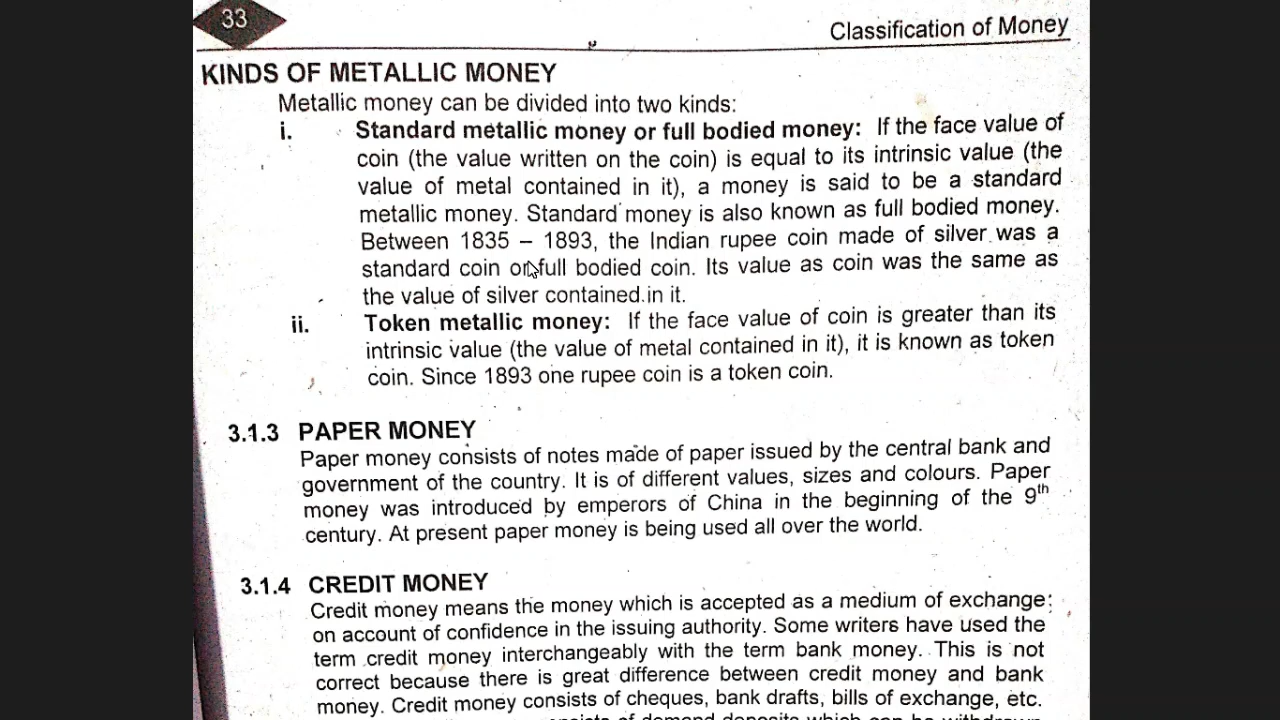 33
Classification of Money
KINDS OF METALLIC MONEY
Metallic money can be divided into two kinds:
i. Standard metallic money or full bodied money: If the face value of
coin (the value written on the coin) is equal to its intrinsic value (the
value of metal contained in it), a money is said to be a standard
metallic money. Standard money is also known as full bodied money.
Between 1835 – 1893, the Indian rupee coin made of silver was a
standard coin or full bodied coin. Its value as coin was the same as
the value of silver contained in it.
ii. Token metallic money: If the face value of coin is greater than its
intrinsic value (the value of metal contained in it), it is known as token
coin. Since 1893 one rupee coin is a token coin.
3.1.3 PAPER MONEY
Paper money consists of notes made of paper issued by the central bank and
government of the country. It is of different values, sizes and colours. Paper
money was introduced by emperors of China in the beginning of the 9th
century. At present paper money is being used all over the world.
3.1.4 CREDIT MONEY
Credit money means the money which is accepted as a medium of exchange
on account of confidence in the issuing authority. Some writers have used the
term credit money interchangeably with the term bank money. This is not
correct because there is great difference between credit money and bank
money. Credit money consists of cheques, bank drafts, bills of exchange, etc.
of demand deposits which can be withdrawn